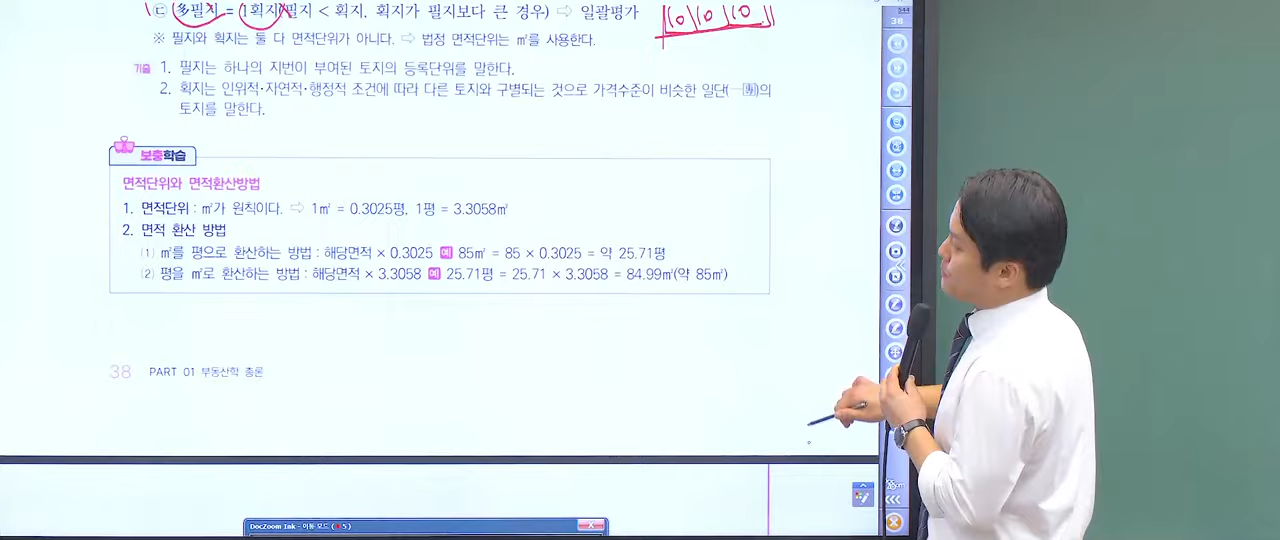 ㉢ 多필지 = 1획지(필지 < 획지, 획지가 필지보다 큰 경우) ⇨ 일괄평가
10 10 10
※ 필지와 획지는 둘 다 면적단위가 아니다. ⇨ 법정 면적단위는 ㎡를 사용한다.
기출 1. 필지는 하나의 지번이 부여된 토지의 등록단위를 말한다.
2. 획지는 인위적·자연적·행정적 조건에 따라 다른 토지와 구별되는 것으로 가격수준이 비슷한 일단(一團)의
토지를 말한다.
보충학습
면적단위와 면적환산방법
1. 면적단위 : ㎡가 원칙이다. ⇨ 1㎡ = 0.3025평, 1평 = 3.3058㎡
2. 면적 환산 방법
(1) ㎡를 평으로 환산하는 방법 : 해당면적 × 0.3025 예 85㎡ = 85 × 0.3025 = 약 25.71평
(2) 평을 ㎡로 환산하는 방법 : 해당면적 × 3.3058 예 25.71평 = 25.71 × 3.3058 = 84.99㎡(약 85㎡)
38 PART 01 부동산학 총론
38
DocZoom Ink - 이동 모드 (5)